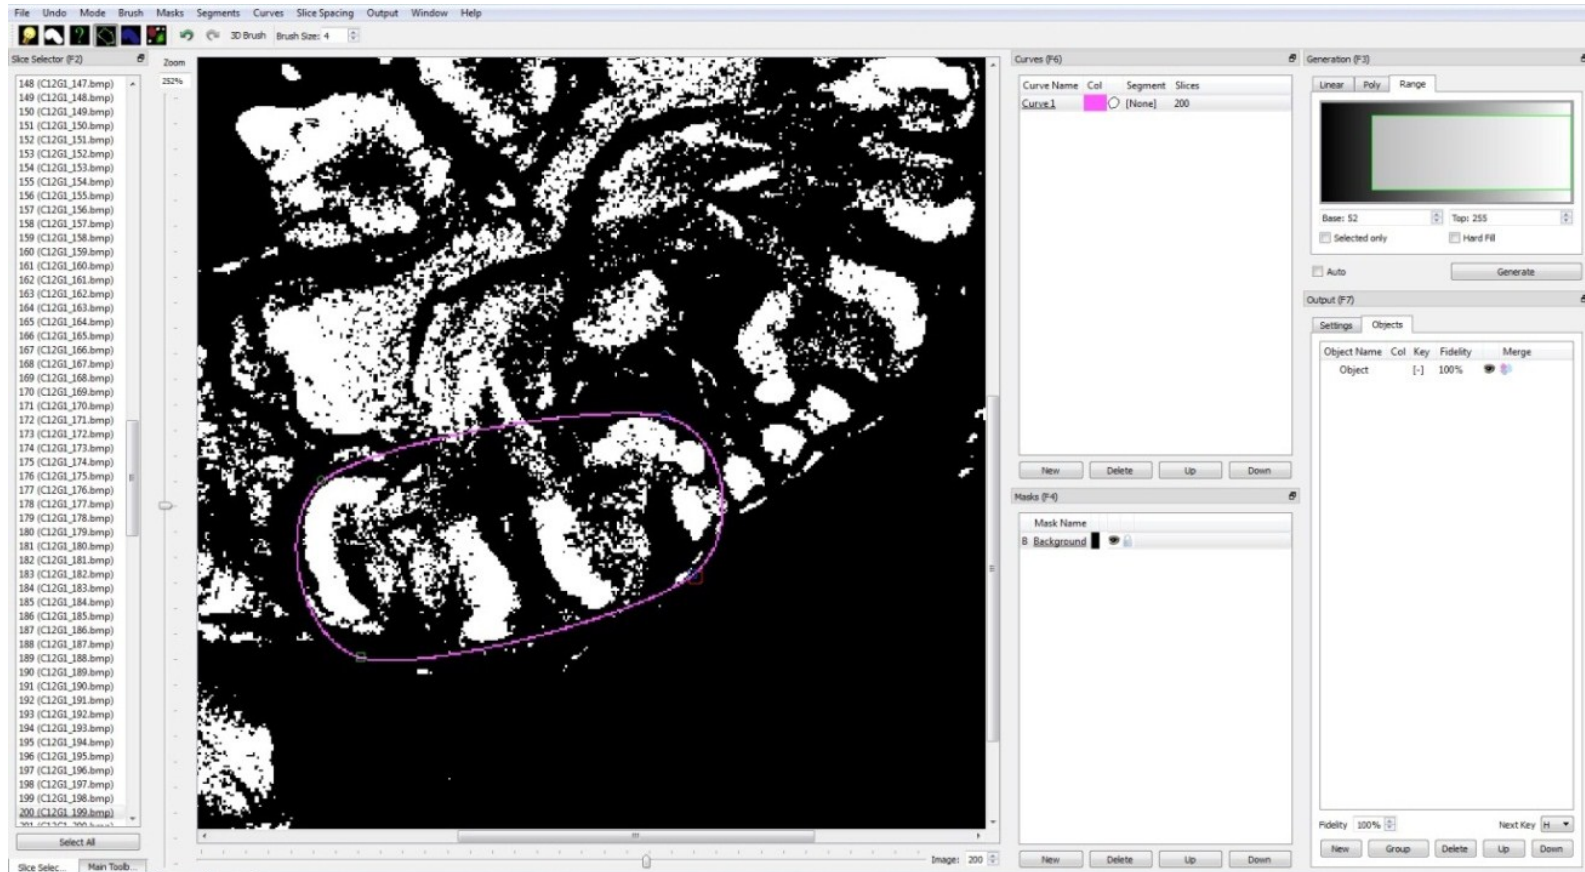 File Undo Mode Brush Masks Segments Curves Slice Spacing Output Window Help
3D Brush Brush Size: 4
Slice Selector (F2)
148 (C12G1_147.bmp)
149 (C12G1_148.bmp)
150 (C12G1_149.bmp)
151 (C12G1_150.bmp)
152 (C12G1_151.bmp)
153 (C12G1_152.bmp)
154 (C12G1_153.bmp)
155 (C12G1_154.bmp)
156 (C12G1_155.bmp)
157 (C12G1_156.bmp)
158 (C12G1_157.bmp)
159 (C12G1_158.bmp)
160 (C12G1_159.bmp)
161 (C12G1_160.bmp)
162 (C12G1_161.bmp)
163 (C12G1_162.bmp)
164 (C12G1_163.bmp)
165 (C12G1_164.bmp)
166 (C12G1_165.bmp)
167 (C12G1_166.bmp)
168 (C12G1_167.bmp)
169 (C12G1_168.bmp)
170 (C12G1_169.bmp)
171 (C12G1_170.bmp)
172 (C12G1_171.bmp)
173 (C12G1_172.bmp)
174 (C12G1_173.bmp)
175 (C12G1_174.bmp)
176 (C12G1_175.bmp)
177 (C12G1_176.bmp)
178 (C12G1_177.bmp)
179 (C12G1_178.bmp)
180 (C12G1_179.bmp)
181 (C12G1_180.bmp)
182 (C12G1_181.bmp)
183 (C12G1_182.bmp)
184 (C12G1_183.bmp)
185 (C12G1_184.bmp)
186 (C12G1_185.bmp)
187 (C12G1_186.bmp)
188 (C12G1_187.bmp)
189 (C12G1_188.bmp)
190 (C12G1_189.bmp)
191 (C12G1_190.bmp)
192 (C12G1_191.bmp)
193 (C12G1_192.bmp)
194 (C12G1_193.bmp)
195 (C12G1_194.bmp)
196 (C12G1_195.bmp)
197 (C12G1_196.bmp)
198 (C12G1_197.bmp)
199 (C12G1_198.bmp)
200 (C12G1_199.bmp)
Select All
Slice Selec... Main Toolb...
Zoom
252%
Image: 200
Curves (F6)
Curve Name Col Segment Slices
Curve 1 [None] 200
New Delete Up Down
Masks (F4)
Mask Name
B Background
New Delete Up Down
Generation (F3)
Linear Poly Range
Base: 52 Top: 255
Selected only Hard Fill
Auto Generate
Output (F7)
Settings Objects
Object Name Col Key Fidelity Merge
Object [-] 100%
Fidelity 100% Next Key H
New Group Delete Up Down